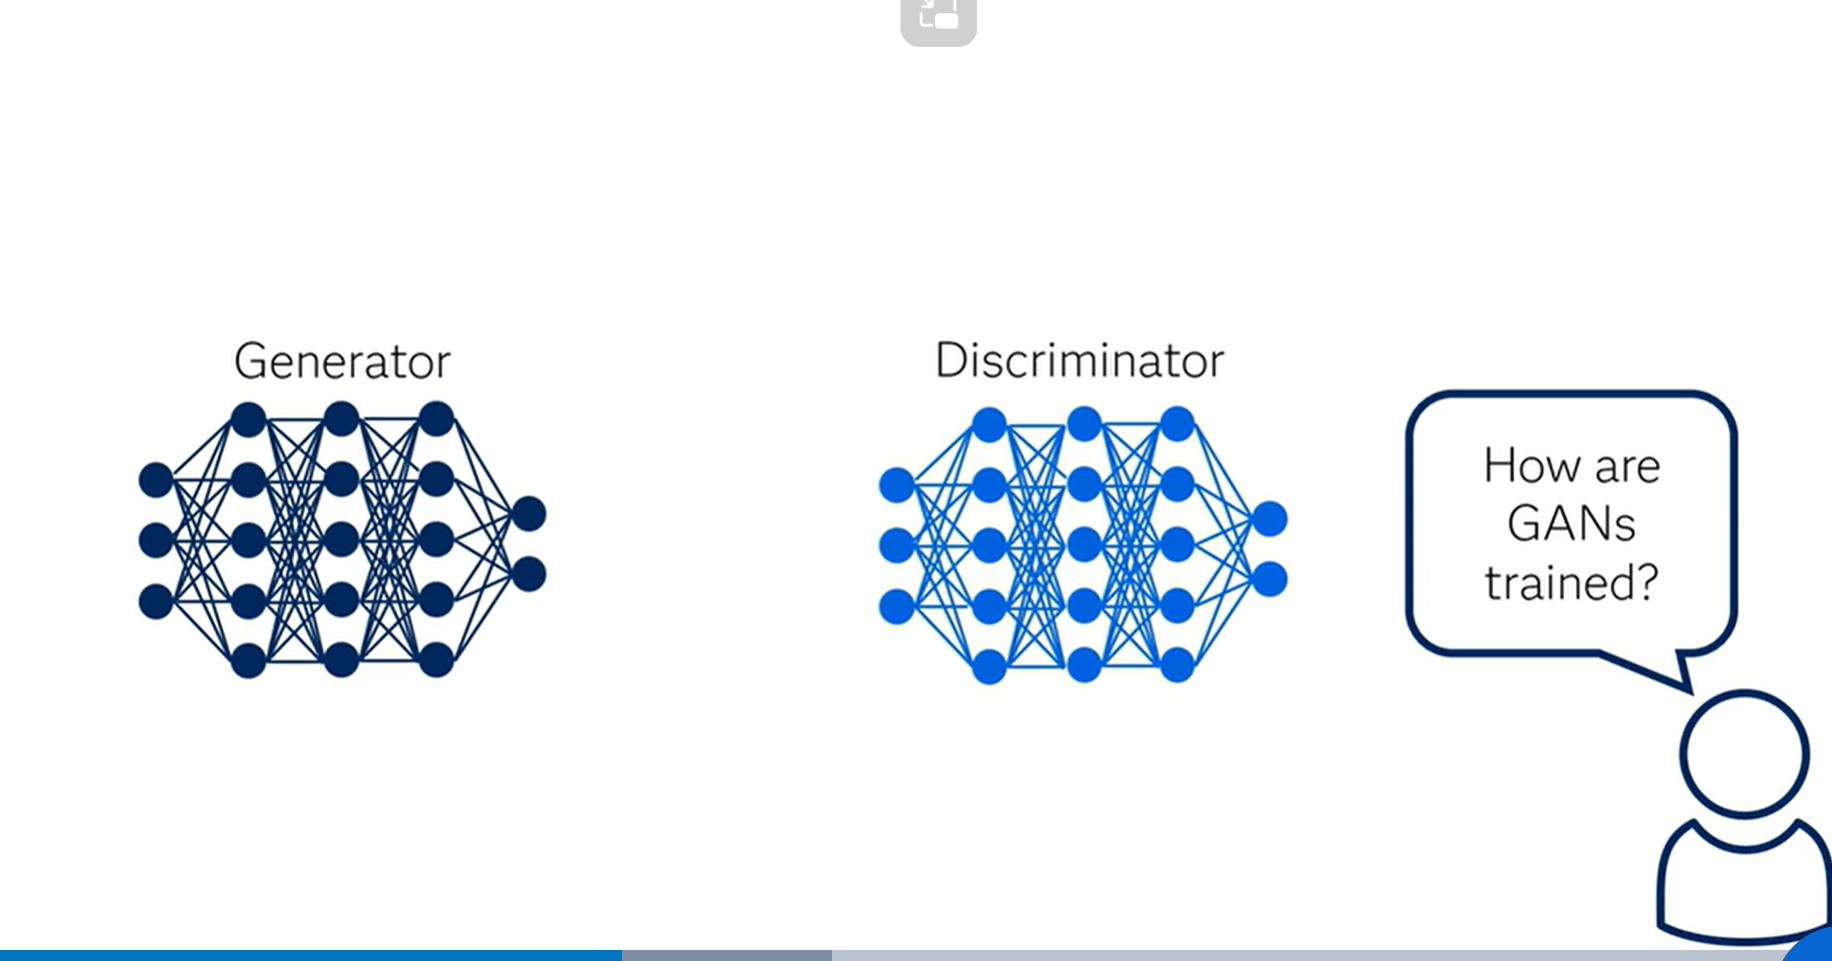 Generator
Discriminator
How are
GANs
trained?